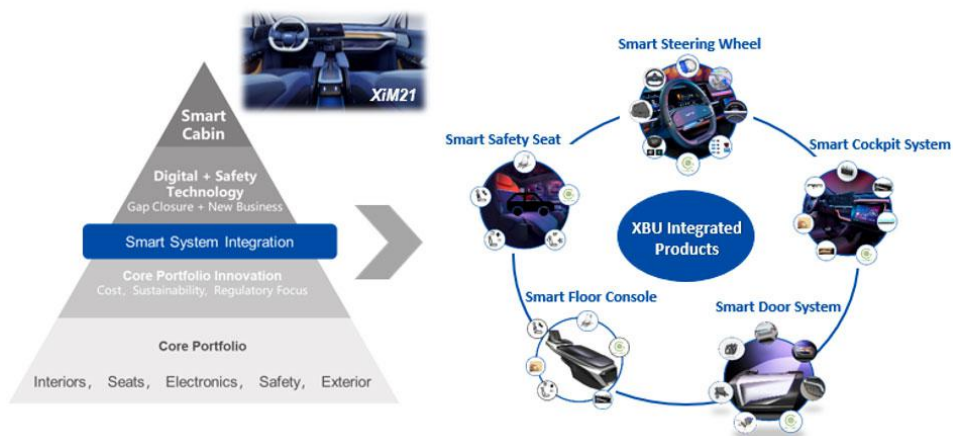 XiM21
Smart
Cabin
Digital + Safety
Technology
Gap Closure + New Business
Smart System Integration
Core Portfolio Innovation
Cost, Sustainability, Regulatory Focus
Core Portfolio
Interiors, Seats, Electronics, Safety, Exterior
Smart Steering Wheel
Smart Safety Seat
Smart Cockpit System
XBU Integrated
Products
Smart Floor Console
Smart Door System